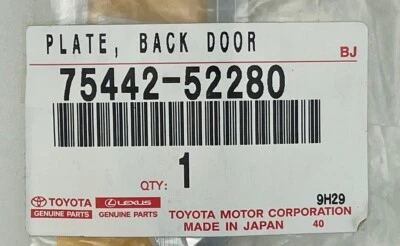 PLATE, BACK DOOR
BJ
75442-52280
QTY: 1
9H29
TOYOTA LEXUS
GENUINE PARTS GENUINE PARTS
TOYOTA MOTOR CORPORATION
MADE IN JAPAN 40